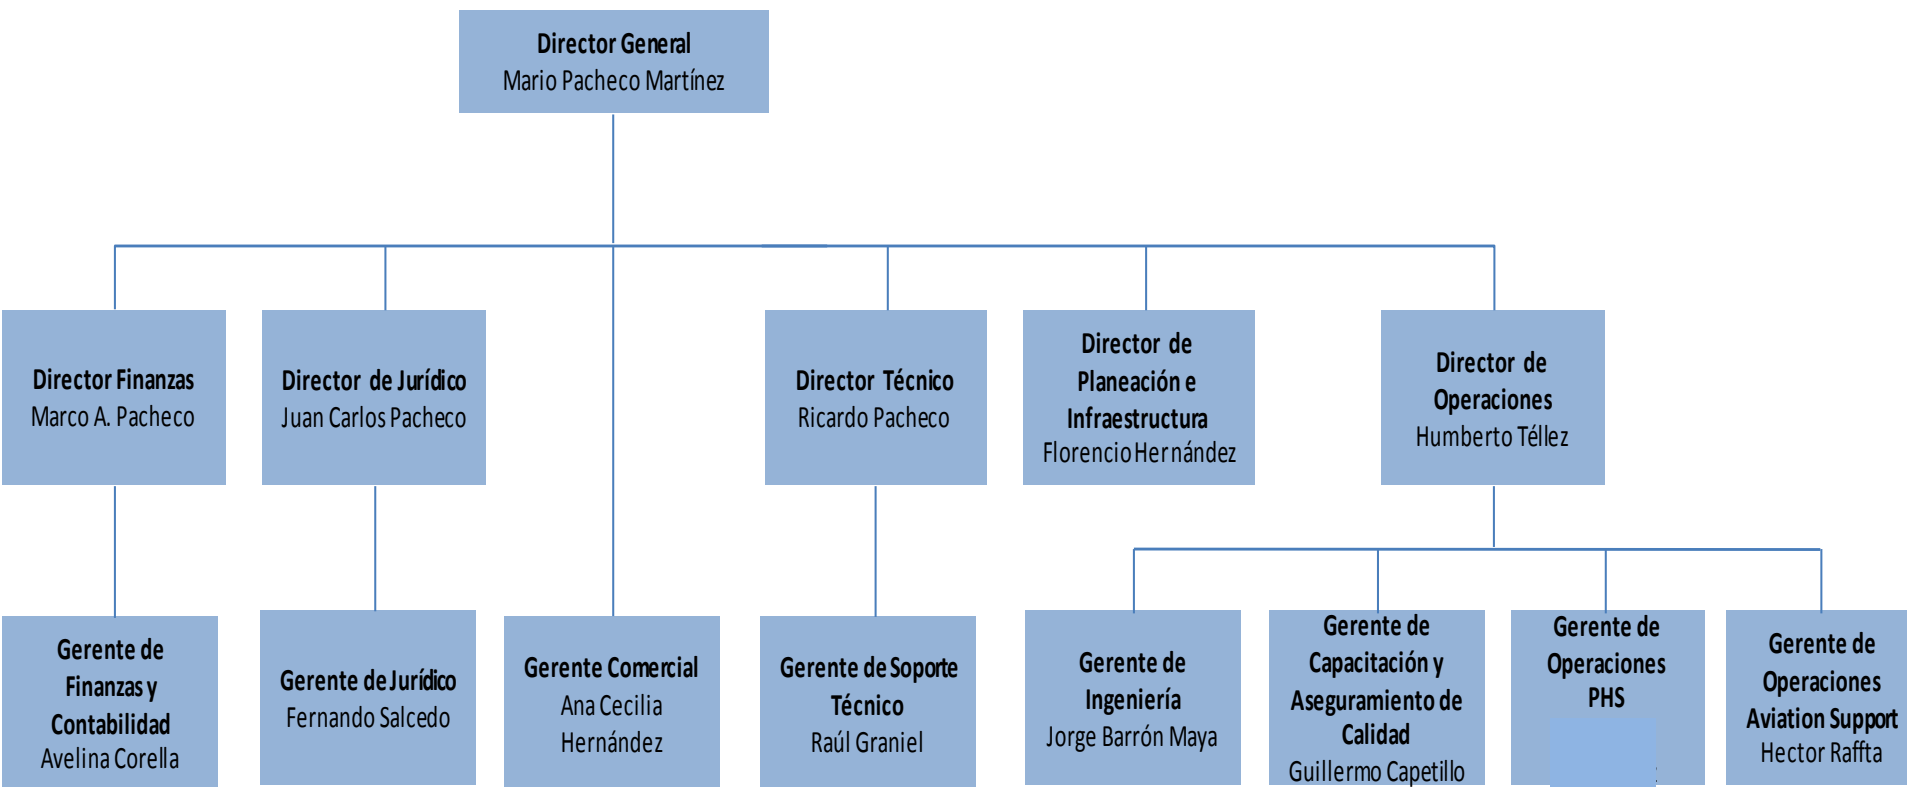 Director General
Mario Pacheco Martínez
Director Finanzas
Marco A. Pacheco
Director de Jurídico
Juan Carlos Pacheco
Director Técnico
Ricardo Pacheco
Director de
Planeación e
Infraestructura
Florencio Hernández
Director de
Operaciones
Humberto Téllez
Gerente de
Finanzas y
Contabilidad
Avelina Corella
Gerente de Jurídico
Fernando Salcedo
Gerente Comercial
Ana Cecilia
Hernández
Gerente de Soporte
Técnico
Raúl Graniel
Gerente de
Ingeniería
Jorge Barrón Maya
Gerente de
Capacitación y
Aseguramiento de
Calidad
Guillermo Capetillo
Gerente de
Operaciones
PHS
Gerente de
Operaciones
Aviation Support
Hector Raffta